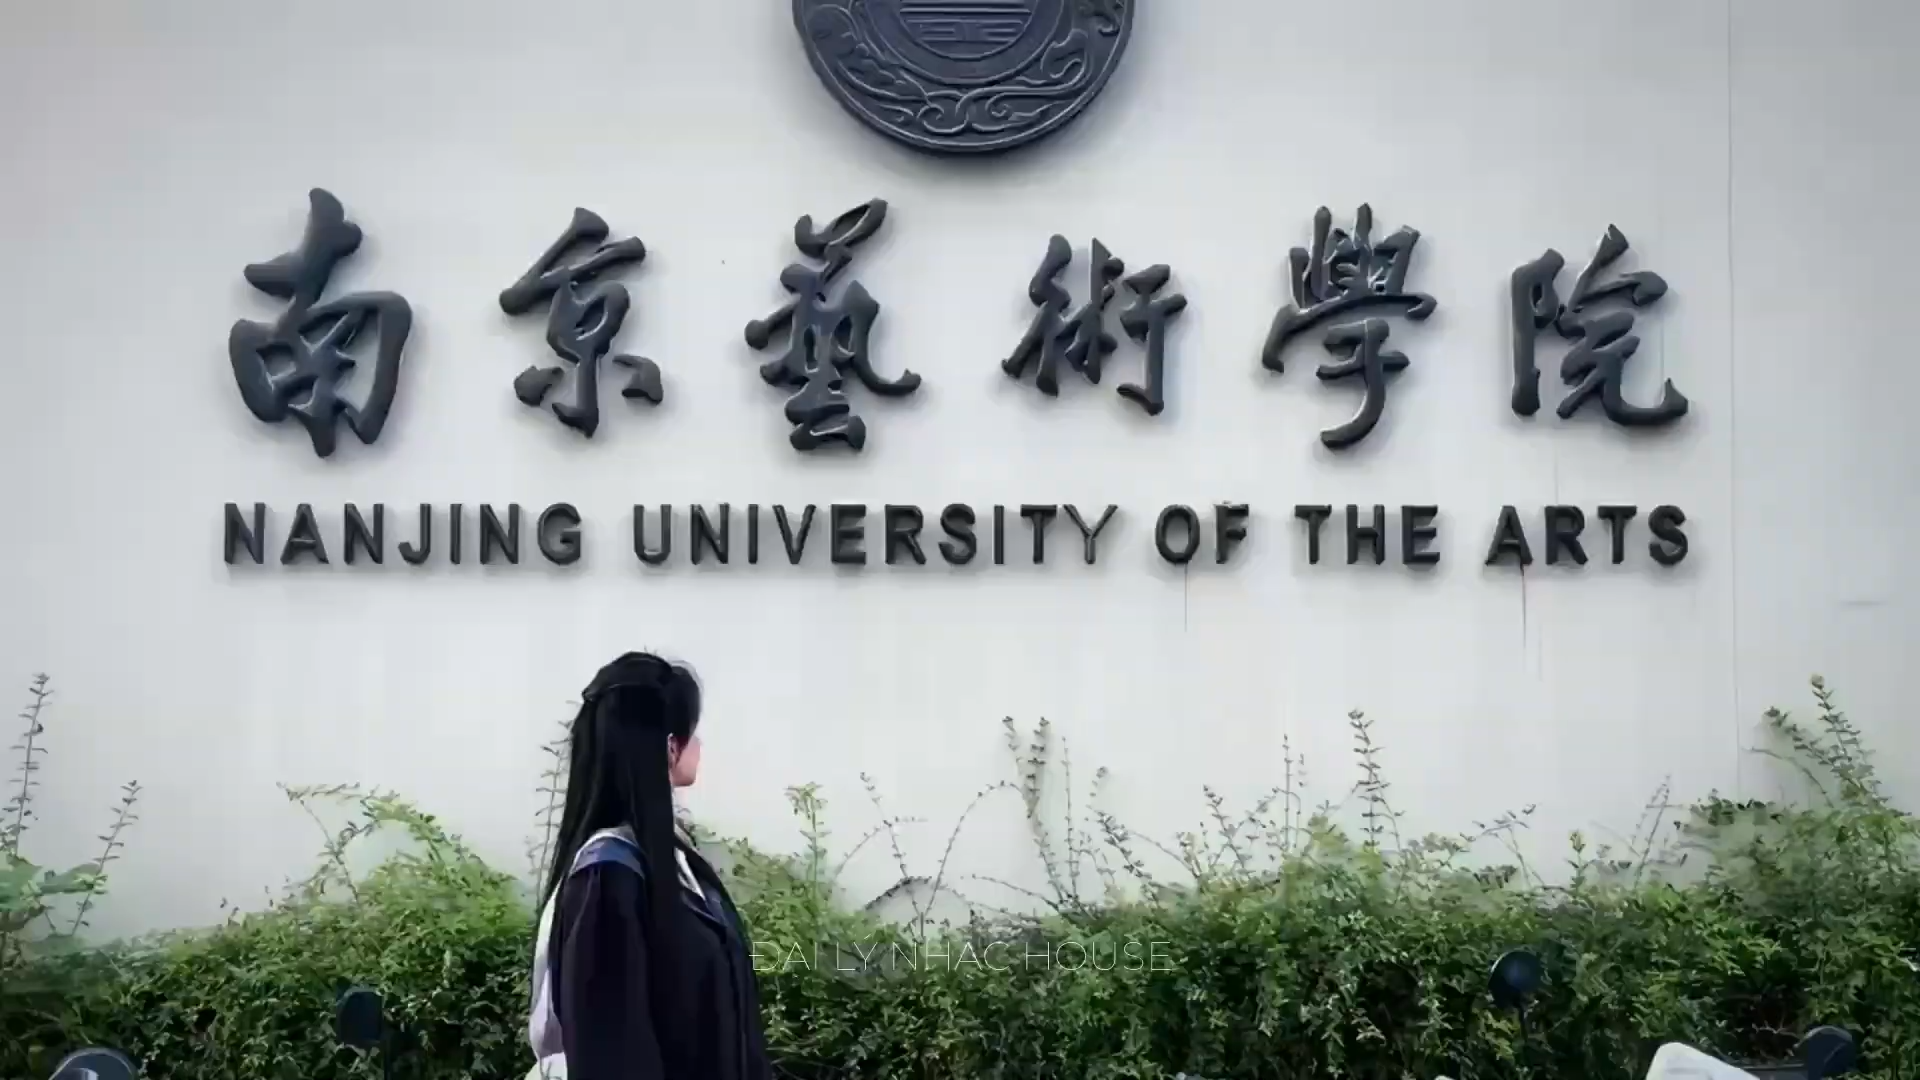 南京藝術學院
NANJING UNIVERSITY OF THE ARTS
ĐẠI LÝ NHẠC HOUSE